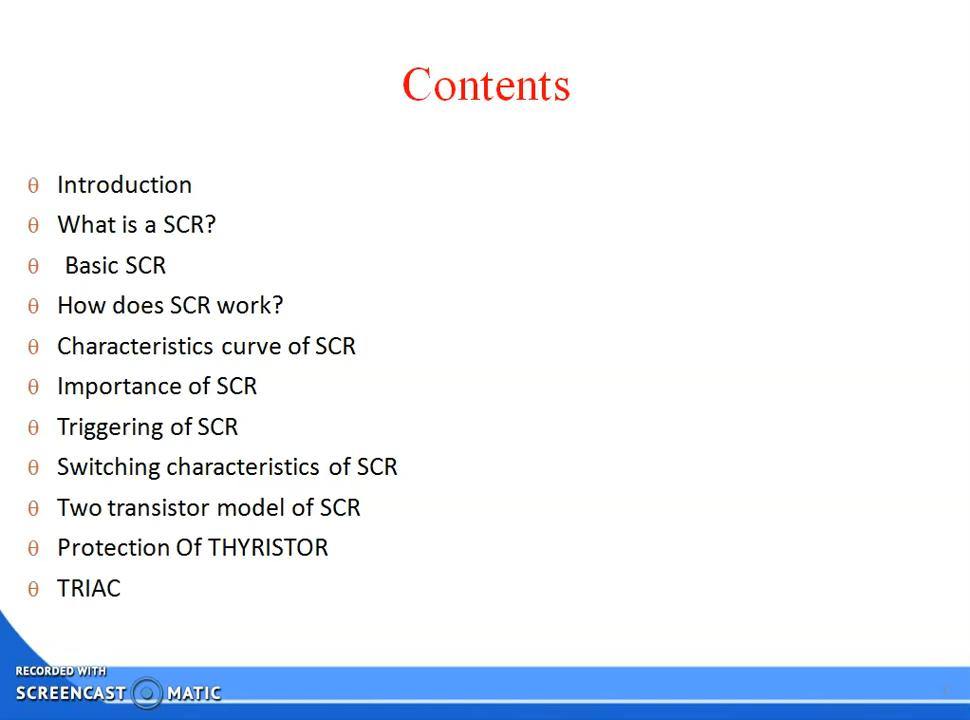 Contents
θ Introduction
θ What is a SCR?
θ Basic SCR
θ How does SCR work?
θ Characteristics curve of SCR
θ Importance of SCR
θ Triggering of SCR
θ Switching characteristics of SCR
θ Two transistor model of SCR
θ Protection Of THYRISTOR
θ TRIAC
RECORDED WITH
SCREENCAST MATIC